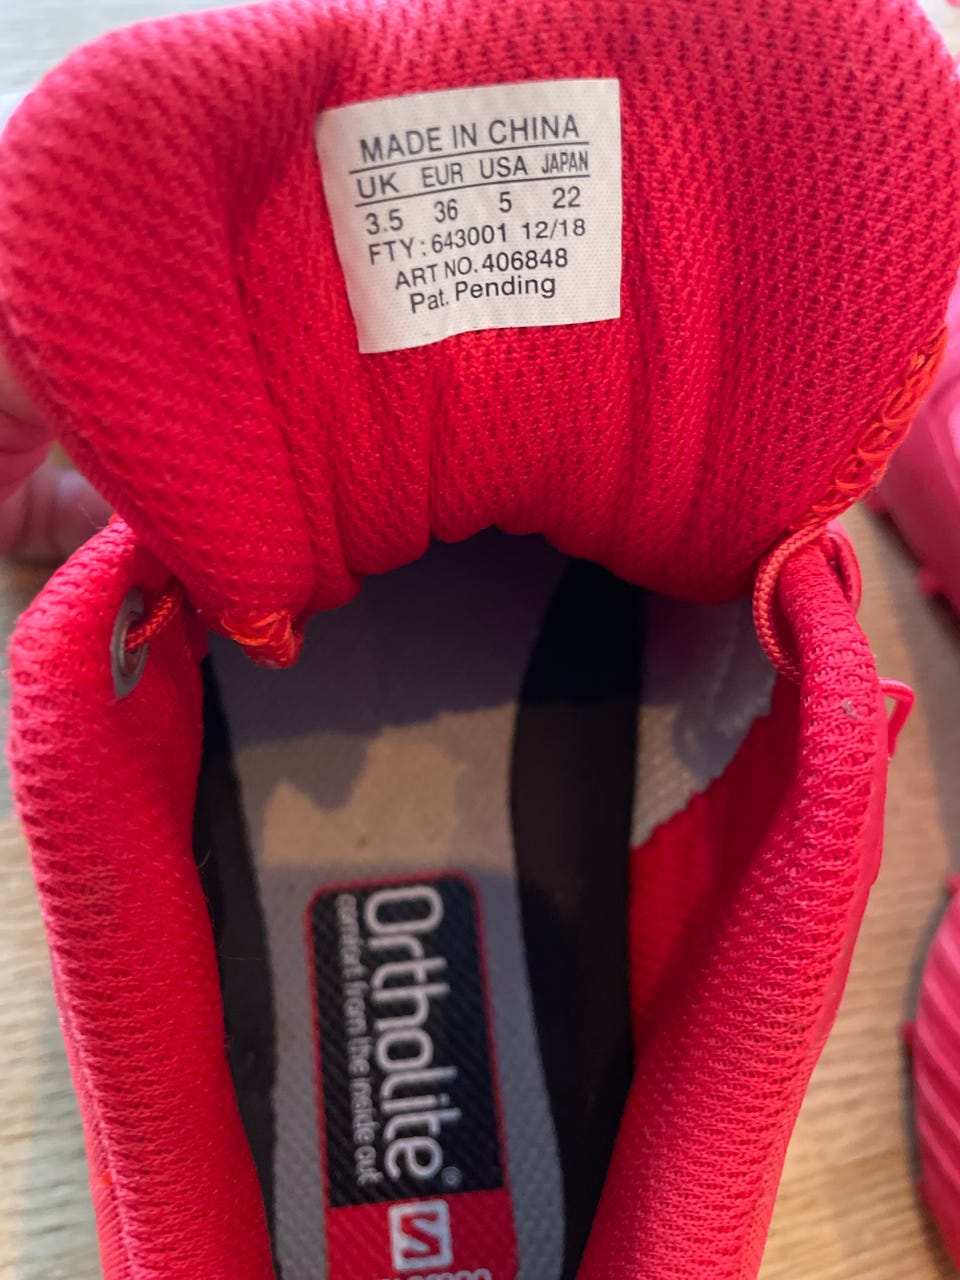 MADE IN CHINA
UK EUR USA JAPAN
3.5 36 5 22
FTY: 643001 12/18
ART NO. 406848
Pat. Pending
Ortholite®
comfort from the inside out